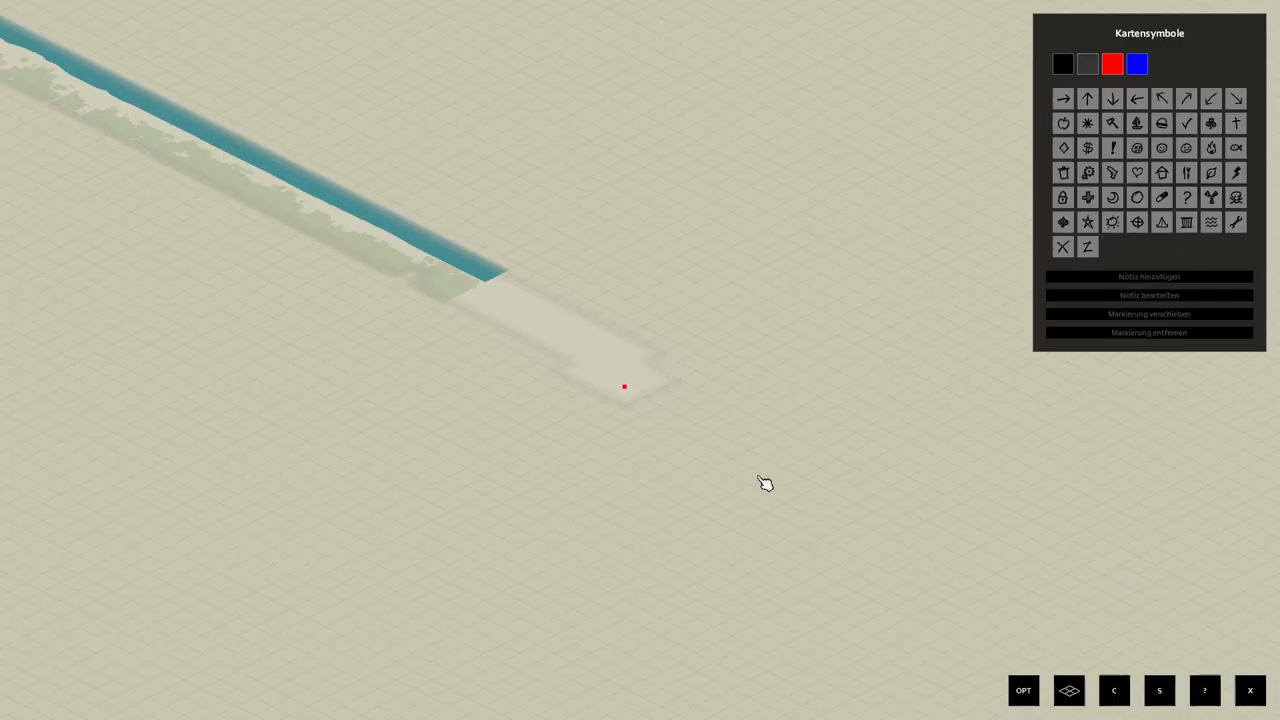 Kartensymbole
Notiz hinzufügen
Notiz bearbeiten
Markierung verschieben
Markierung entfernen
OPT C S ? X